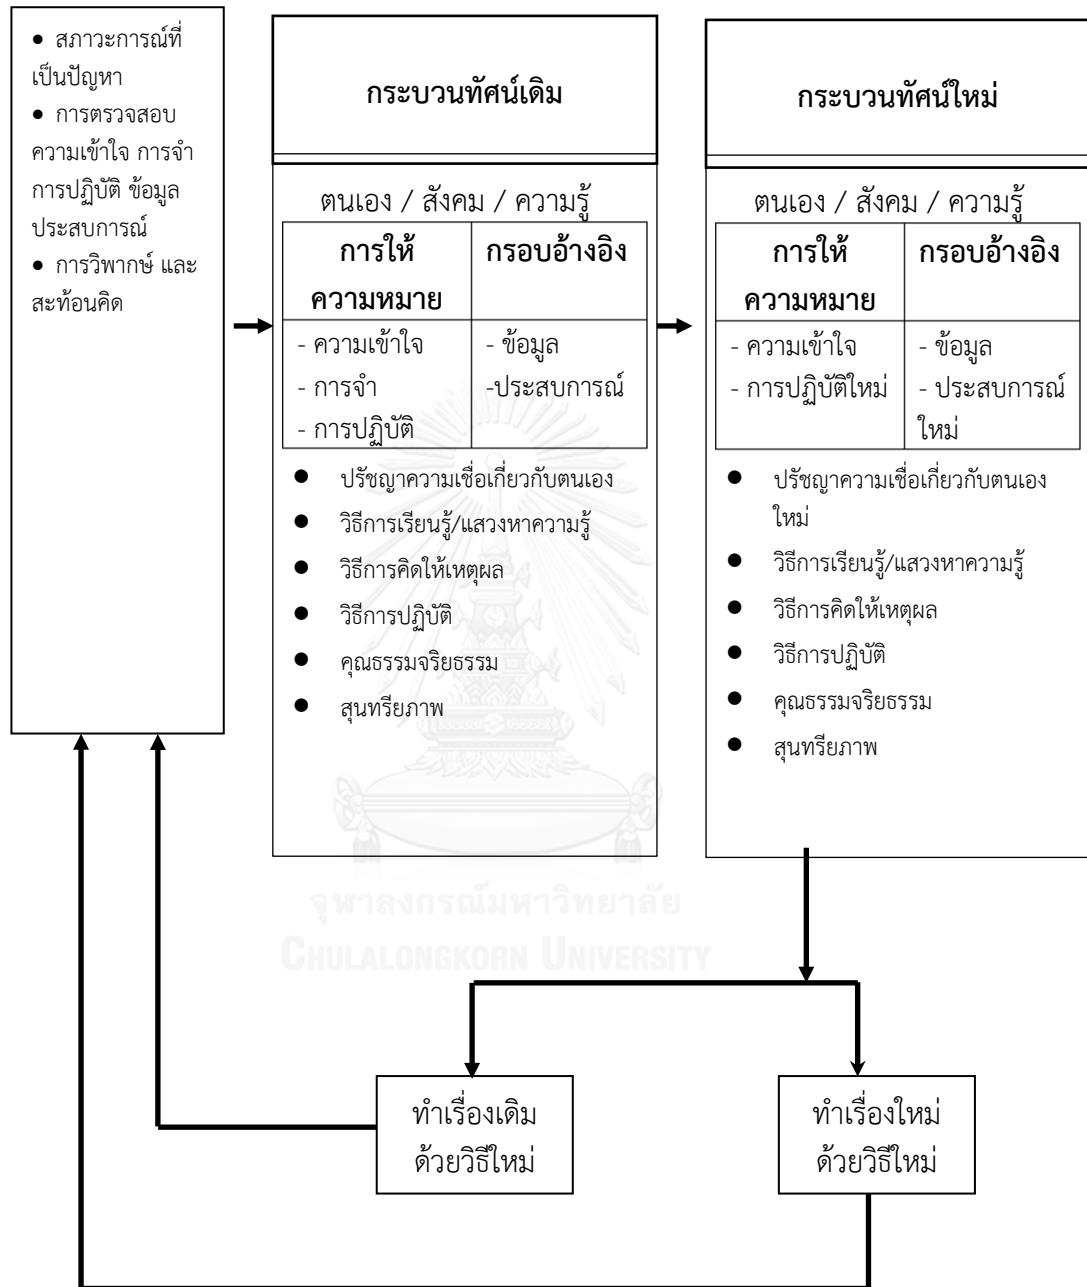 • สภาวะการณ์ที่
เป็นปัญหา
• การตรวจสอบ
ความเข้าใจ การจำ
การปฏิบัติ ข้อมูล
ประสบการณ์
• การวิพากษ์ และ
สะท้อนคิด
กระบวนทัศน์เดิม
ตนเอง / สังคม / ความรู้
การให้
ความหมาย
กรอบอ้างอิง
- ความเข้าใจ
- การจำ
- การปฏิบัติ
- ข้อมูล
-ประสบการณ์
● ปรัชญาความเชื่อเกี่ยวกับตนเอง
● วิธีการเรียนรู้/แสวงหาความรู้
● วิธีการคิดให้เหตุผล
● วิธีการปฏิบัติ
● คุณธรรมจริยธรรม
● สุนทรียภาพ
กระบวนทัศน์ใหม่
ตนเอง / สังคม / ความรู้
การให้
ความหมาย
กรอบอ้างอิง
- ความเข้าใจ
- การปฏิบัติใหม่
- ข้อมูล
- ประสบการณ์
ใหม่
● ปรัชญาความเชื่อเกี่ยวกับตนเอง
ใหม่
● วิธีการเรียนรู้/แสวงหาความรู้
● วิธีการคิดให้เหตุผล
● วิธีการปฏิบัติ
● คุณธรรมจริยธรรม
● สุนทรียภาพ
จุฬาลงกรณ์มหาวิทยาลัย
CHULALONGKORN UNIVERSITY
ทำเรื่องเดิม
ด้วยวิธีใหม่
ทำเรื่องใหม่
ด้วยวิธีใหม่